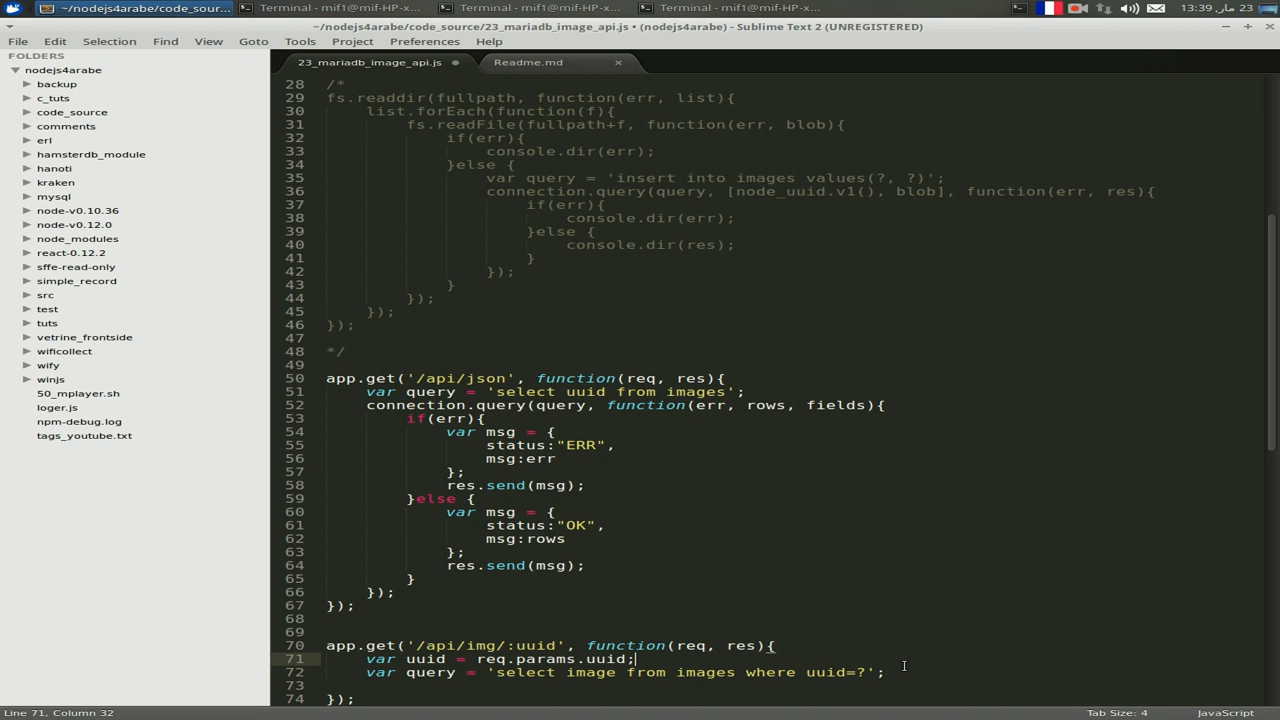 ~/nodejs4arabe/code_sour...
Terminal - mif1@mif-HP-x...
Terminal - mif1@mif-HP-x...
Terminal - mif1@mif-HP-x...
23 مار, 13:39
~/nodejs4arabe/code_source/23_mariadb_image_api.js • (nodejs4arabe) - Sublime Text 2 (UNREGISTERED)
File Edit Selection Find View Goto Tools Project Preferences Help
FOLDERS
nodejs4arabe
backup
c_tuts
code_source
comments
erl
hamsterdb_module
hanoti
kraken
mysql
node-v0.10.36
node-v0.12.0
node_modules
react-0.12.2
sffe-read-only
simple_record
src
test
tuts
vetrine_frontside
wificollect
wify
winjs
50_mplayer.sh
loger.js
npm-debug.log
tags_youtube.txt
23_mariadb_image_api.js
Readme.md
28 /*
29 fs.readdir(fullpath, function(err, list){
30 list.forEach(function(f){
31 fs.readFile(fullpath+f, function(err, blob){
32 if(err){
33 console.dir(err);
34 }else {
35 var query = 'insert into images values(?, ?)';
36 connection.query(query, [node_uuid.v1(), blob], function(err, res){
37 if(err){
38 console.dir(err);
39 }else {
40 console.dir(res);
41 }
42 });
43 }
44 });
45 });
46 });
47
48 */
49
50 app.get('/api/json', function(req, res){
51 var query = 'select uuid from images';
52 connection.query(query, function(err, rows, fields){
53 if(err){
54 var msg = {
55 status:"ERR",
56 msg:err
57 };
58 res.send(msg);
59 }else {
60 var msg = {
61 status:"OK",
62 msg:rows
63 };
64 res.send(msg);
65 }
66 });
67 });
68
69
70 app.get('/api/img/:uuid', function(req, res){
71 var uuid = req.params.uuid;
72 var query = 'select image from images where uuid=?';
73
74 });
Line 71, Column 32
Tab Size: 4
JavaScript